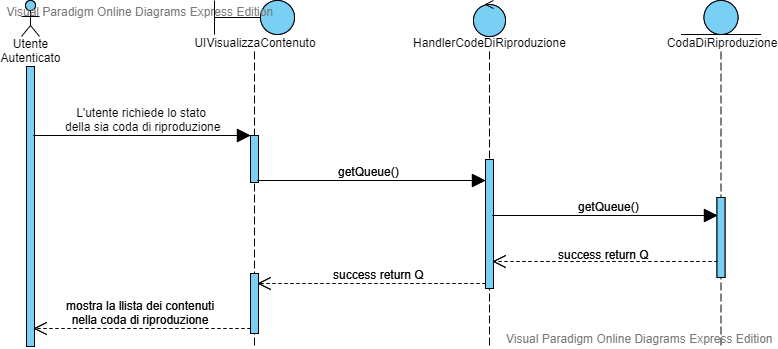 Visual Paradigm Online Diagrams Express Edition
Utente
Autenticato
UIVisualizzaContenuto
HandlerCodeDiRiproduzione
CodaDiRiproduzione
L'utente richiede lo stato
della sia coda di riproduzione
getQueue()
getQueue()
success return Q
success return Q
mostra la llista dei contenuti
nella coda di riproduzione
Visual Paradigm Online Diagrams Express Edition